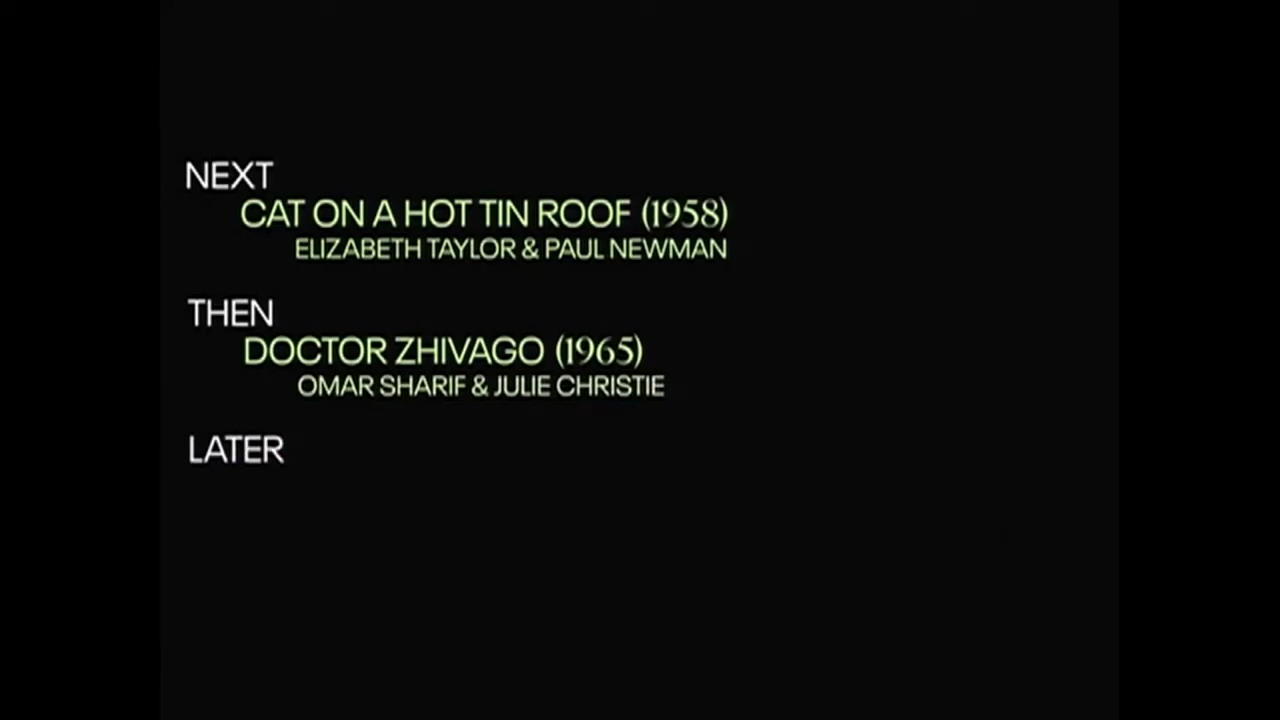 NEXT
CAT ON A HOT TIN ROOF (1958)
ELIZABETH TAYLOR & PAUL NEWMAN
THEN
DOCTOR ZHIVAGO (1965)
OMAR SHARIF & JULIE CHRISTIE
LATER